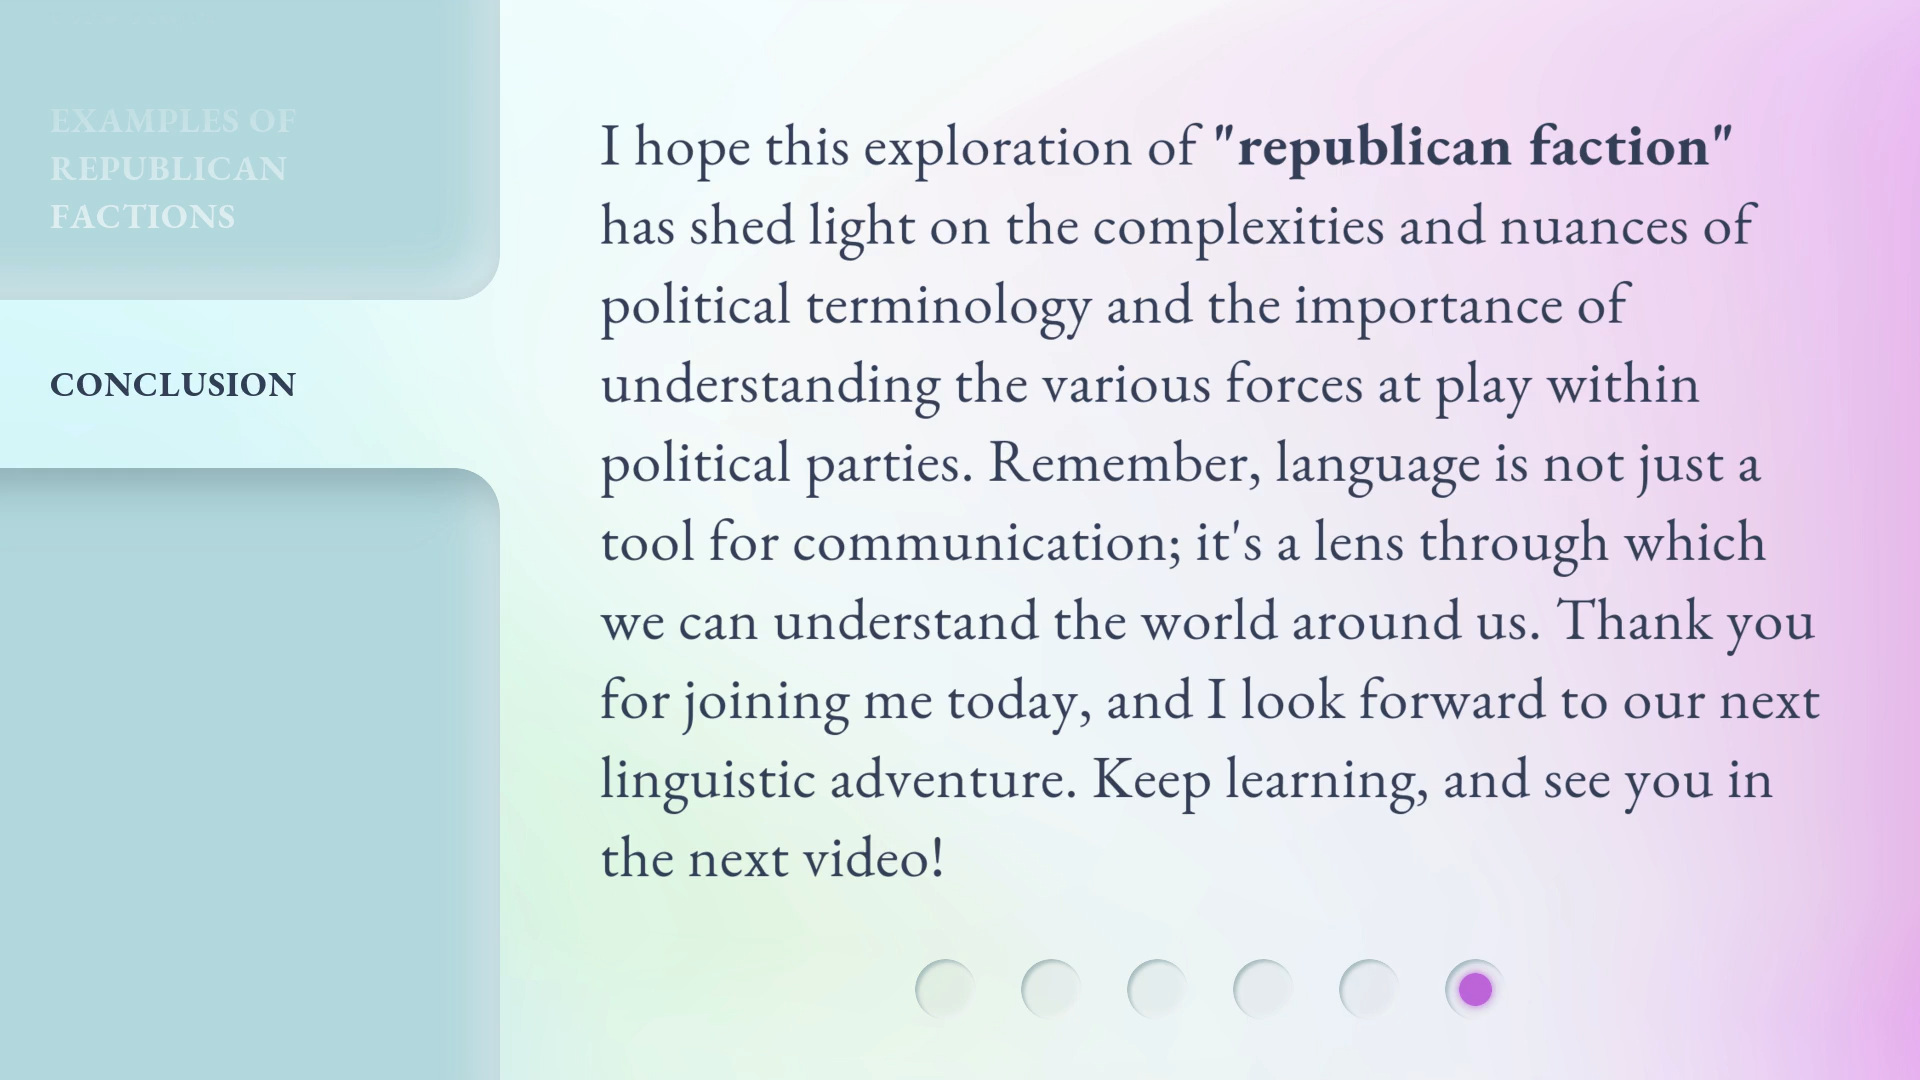 EXAMPLES OF
REPUBLICAN
FACTIONS
CONCLUSION
I hope this exploration of "republican faction"
has shed light on the complexities and nuances of
political terminology and the importance of
understanding the various forces at play within
political parties. Remember, language is not just a
tool for communication; it's a lens through which
we can understand the world around us. Thank you
for joining me today, and I look forward to our next
linguistic adventure. Keep learning, and see you in
the next video!